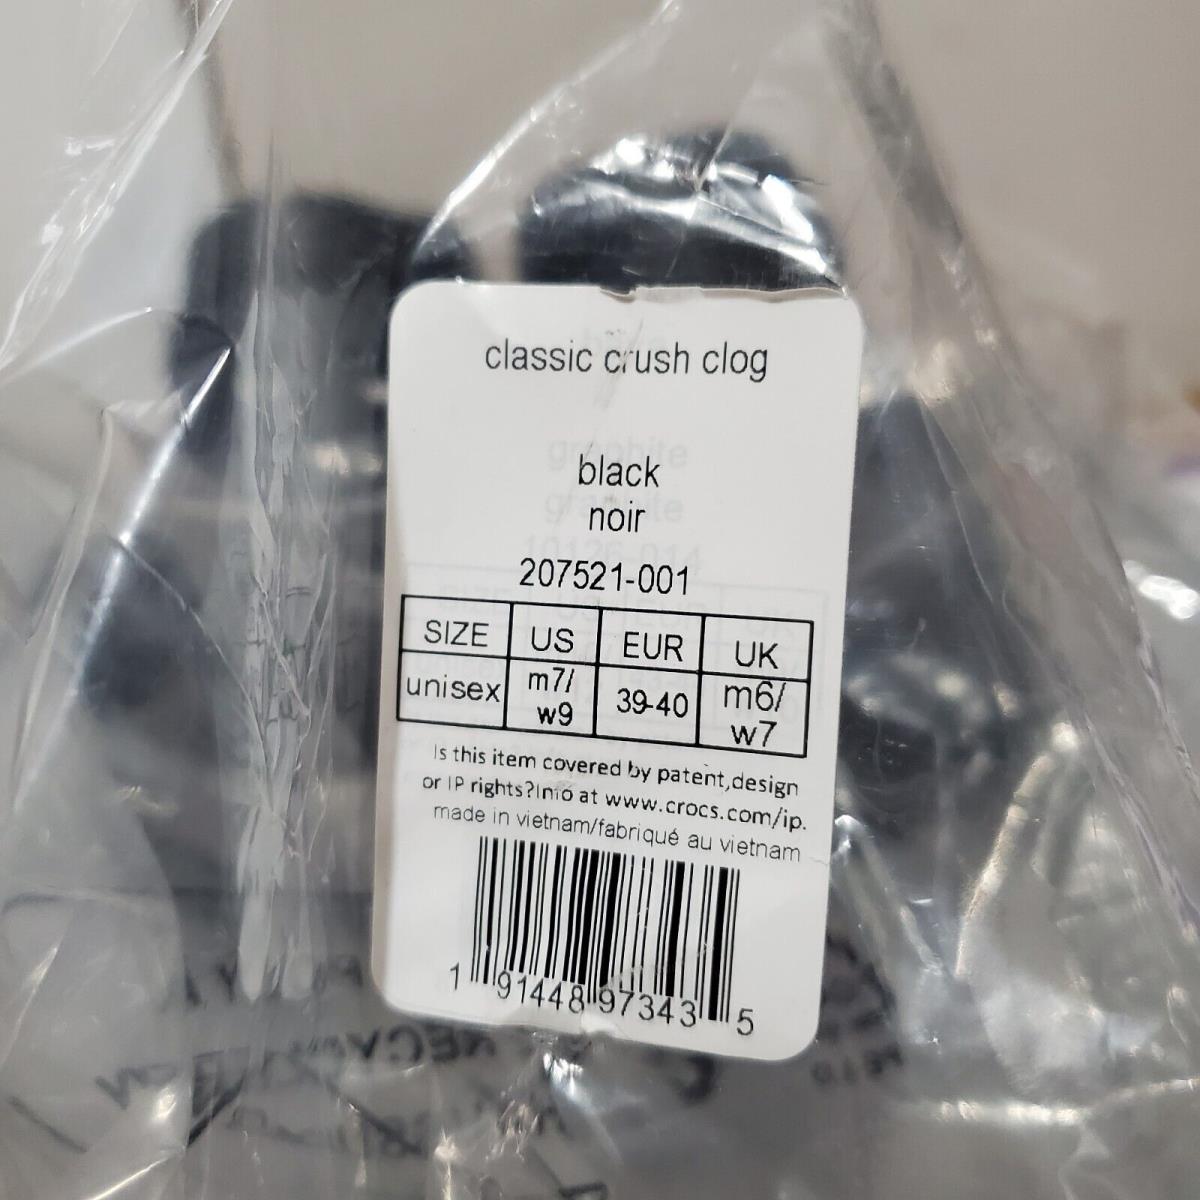 classic crush clog
graphite
black
graphite
noir
207521-001
SIZE US EUR UK
unisex m7/ w9 39-40 m6/ w7
Is this item covered by patent,design
or IP rights?Info at www.crocs.com/ip.
made in vietnam/fabriqué au vietnam
1 91448 97343 5